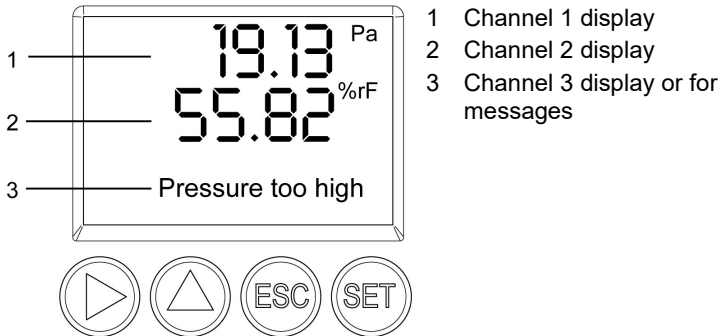 19.13 Pa
55.82 %rF
Pressure too high
1
2
3
ESC
SET
1 Channel 1 display
2 Channel 2 display
3 Channel 3 display or for
messages